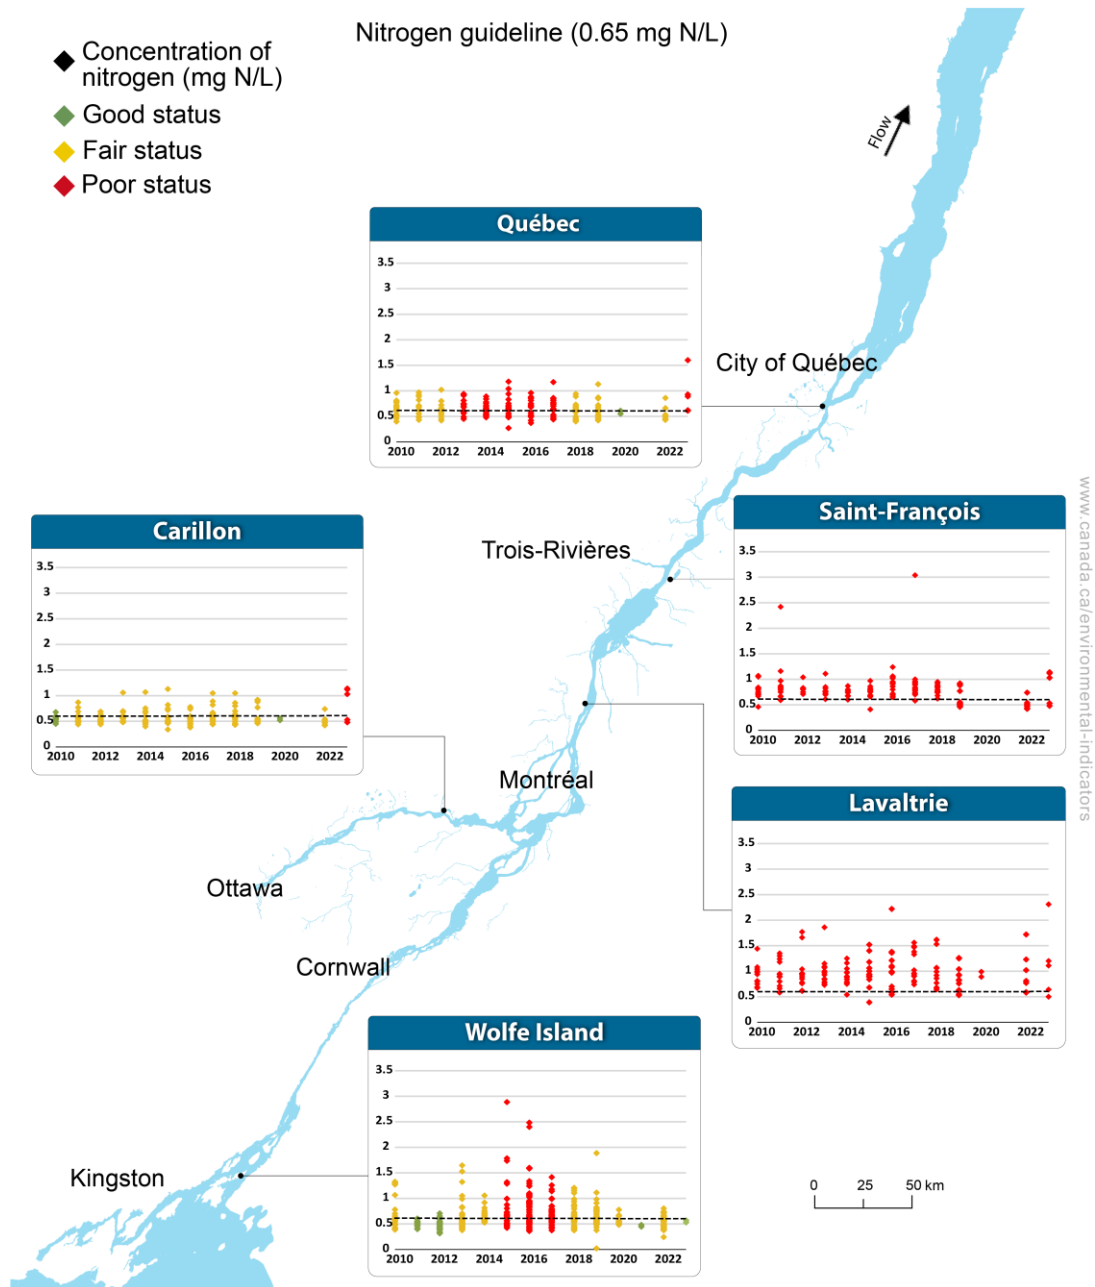 Nitrogen guideline (0.65 mg N/L)
Concentration of
nitrogen (mg N/L)
Good status
Fair status
Poor status
Flow
Québec
3.5
3
2.5
2
1.5
1
0.5
0
2010 2012 2014 2016 2018 2020 2022
City of Québec
Saint-François
3.5
3
2.5
2
1.5
1
0.5
0
2010 2012 2014 2016 2018 2020 2022
Trois-Rivières
Carillon
3.5
3
2.5
2
1.5
1
0.5
0
2010 2012 2014 2016 2018 2020 2022
Montréal
Lavaltrie
3.5
3
2.5
2
1.5
1
0.5
0
2010 2012 2014 2016 2018 2020 2022
Ottawa
Cornwall
Wolfe Island
3.5
3
2.5
2
1.5
1
0.5
0
2010 2012 2014 2016 2018 2020 2022
Kingston
0 25 50 km
www.canada.ca/environmental-indicators